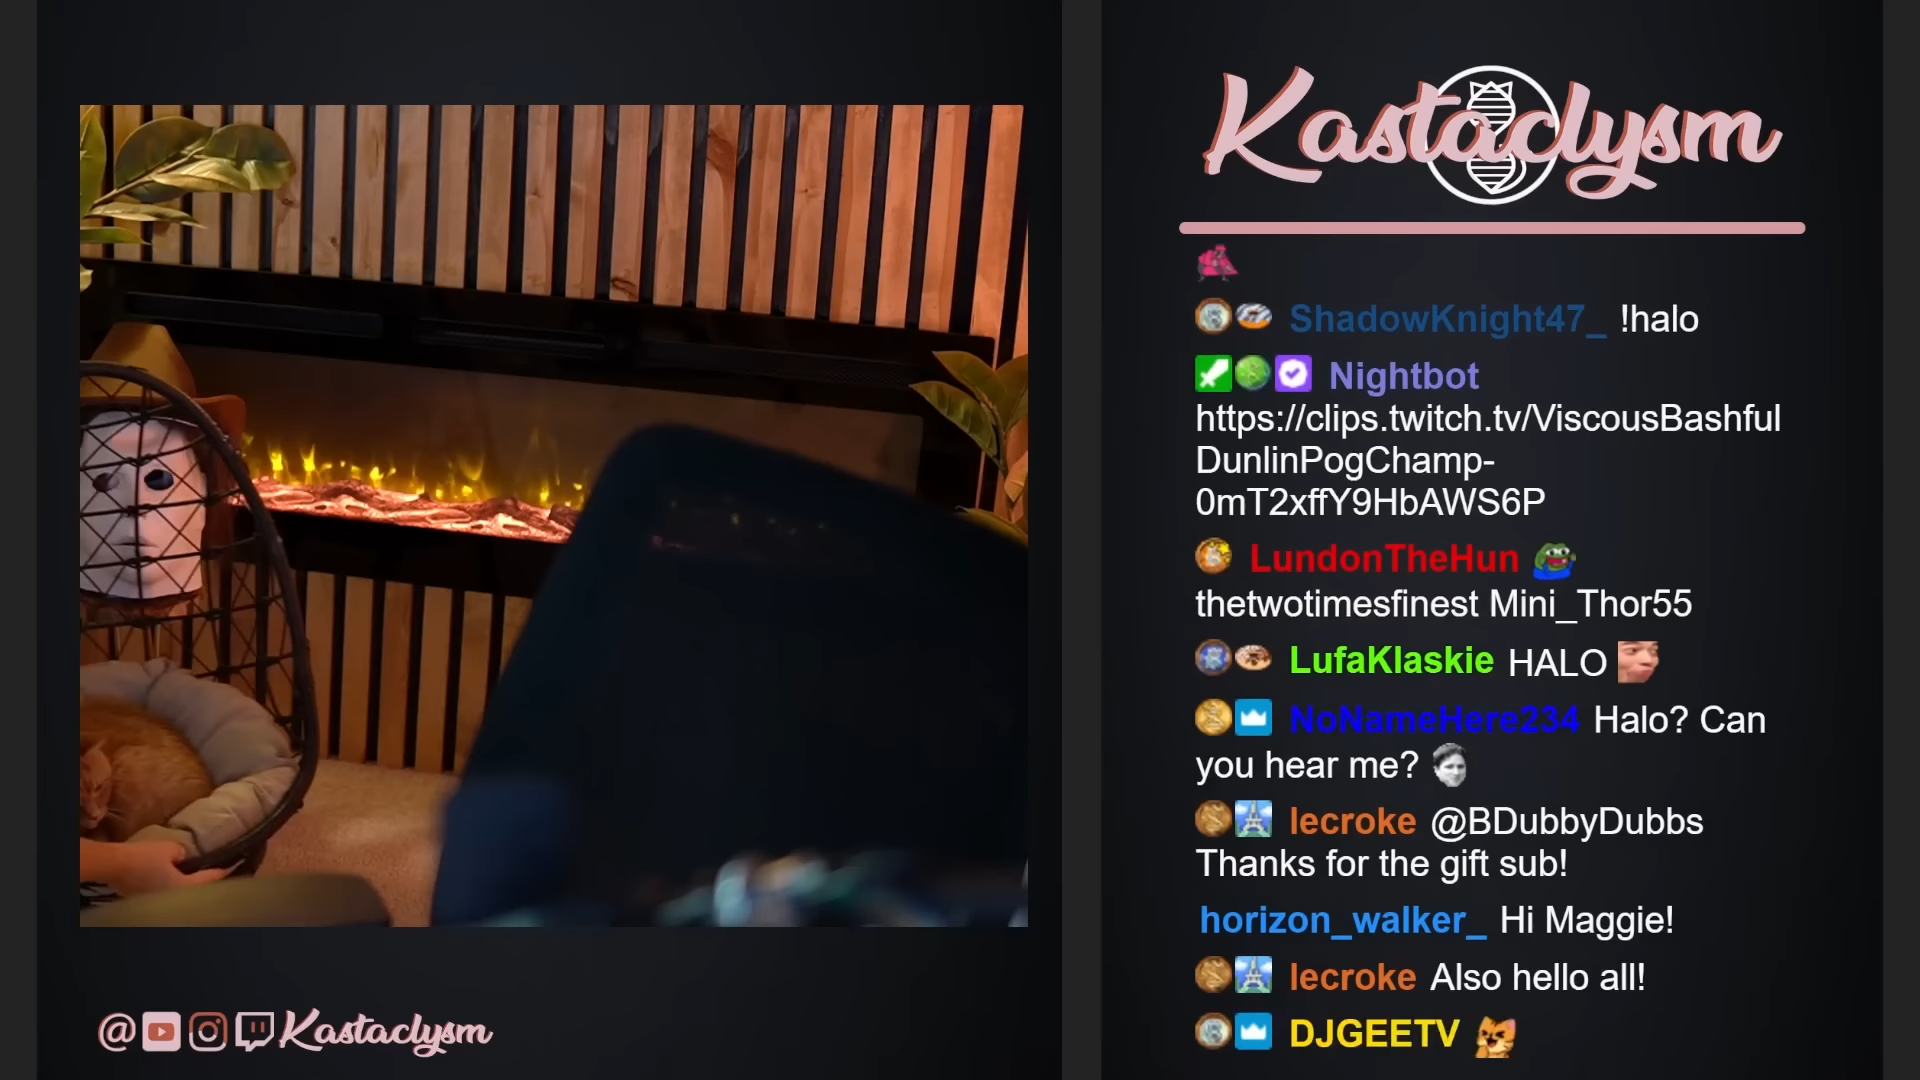 Kastaclysm
ShadowKnight47_ !halo
Nightbot
https://clips.twitch.tv/ViscousBashful
DunlinPogChamp-
0mT2xffY9HbAWS6P
LundonTheHun
thetwotimesfinest Mini_Thor55
LufaKlaskie HALO
NoNameHere234 Halo? Can
you hear me?
lecroke @BDubbyDubbs
Thanks for the gift sub!
horizon_walker_ Hi Maggie!
lecroke Also hello all!
DJGEETV
@ Kastaclysm